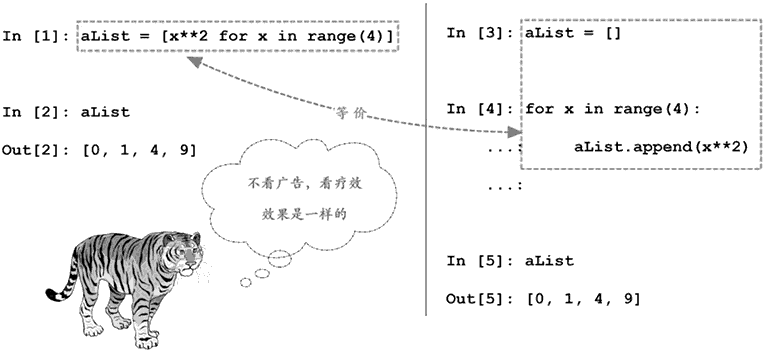 In [1]: aList = [x**2 for x in range(4)]
In [2]: aList
Out[2]: [0, 1, 4, 9]
等价
不看广告，看疗效
效果是一样的
In [3]: aList = []
In [4]: for x in range(4):
...: aList.append(x**2)
...:
In [5]: aList
Out[5]: [0, 1, 4, 9]